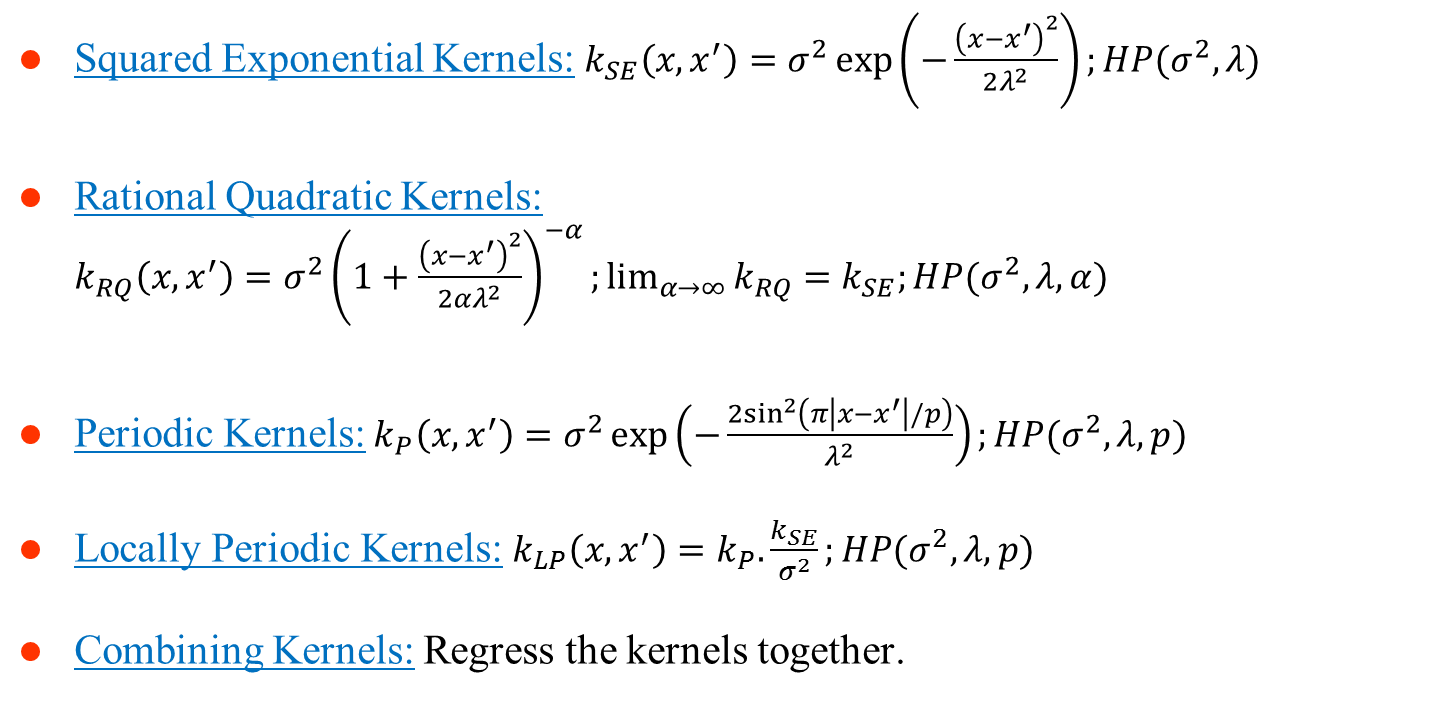 ● Squared Exponential Kernels: k_SE(x, x′) = σ² exp(−(x−x′)²/2λ²); HP(σ², λ)
● Rational Quadratic Kernels:
k_RQ(x, x′) = σ²(1 + (x−x′)²/2αλ²)^−α ; lim_α→∞ k_RQ = k_SE; HP(σ², λ, α)
● Periodic Kernels: k_P(x, x′) = σ² exp(−2sin²(π|x−x′|/p)/λ²); HP(σ², λ, p)
● Locally Periodic Kernels: k_LP(x, x′) = k_P. k_SE/σ²; HP(σ², λ, p)
● Combining Kernels: Regress the kernels together.